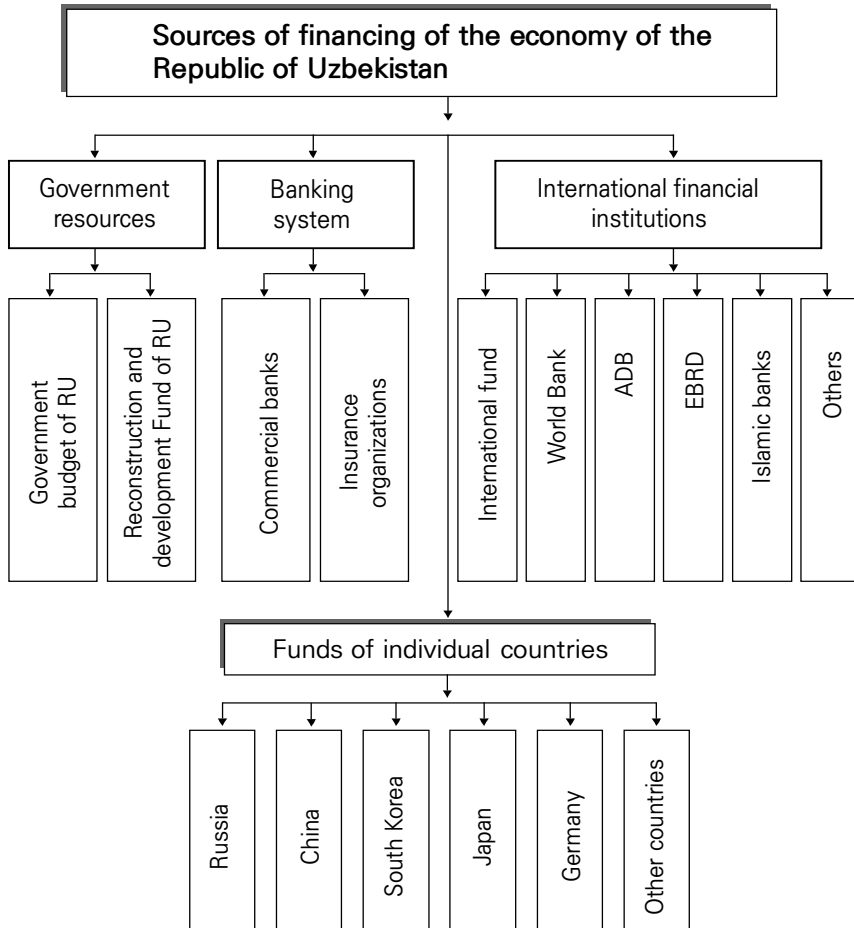 Sources of financing of the economy of the
Republic of Uzbekistan
Government
resources
Banking
system
International financial
institutions
Government
budget of RU
Reconstruction and
development Fund of RU
Commercial banks
Insurance
organizations
International fund
World Bank
ADB
EBRD
Islamic banks
Others
Funds of individual countries
Russia
China
South Korea
Japan
Germany
Other countries